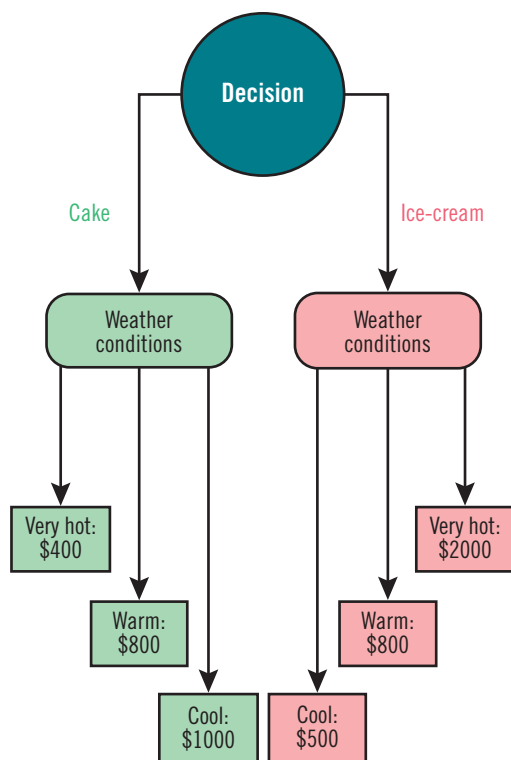 Decision
Cake
Ice-cream
Weather
conditions
Weather
conditions
Very hot:
$400
Very hot:
$2000
Warm:
$800
Warm:
$800
Cool:
$1000
Cool:
$500